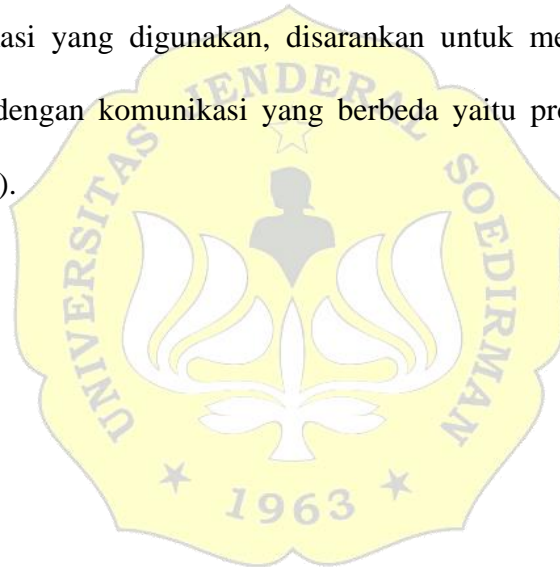 asi yang digunakan, disarankan untuk me
dengan komunikasi yang berbeda yaitu pr
).
UNIVERSITAS JENDERAL SOEDIRMAN
1963